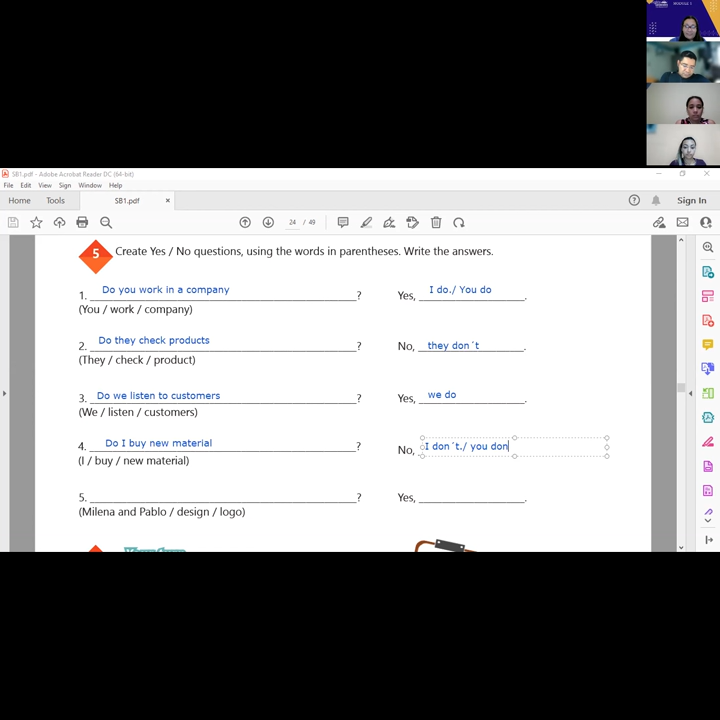 MODULE I
SB1.pdf - Adobe Acrobat Reader DC (64-bit)
File Edit View Sign Window Help
Home Tools SB1.pdf × Sign In
24 / 49
5 Create Yes / No questions, using the words in parentheses. Write the answers.
1. Do you work in a company ? Yes, I do./ You do .
(You / work / company)
2. Do they check products ? No, they don´t .
(They / check / product)
3. Do we listen to customers ? Yes, we do .
(We / listen / customers)
4. Do I buy new material ? No, I don´t./ you don
(I / buy / new material)
5. ? Yes, .
(Milena and Pablo / design / logo)